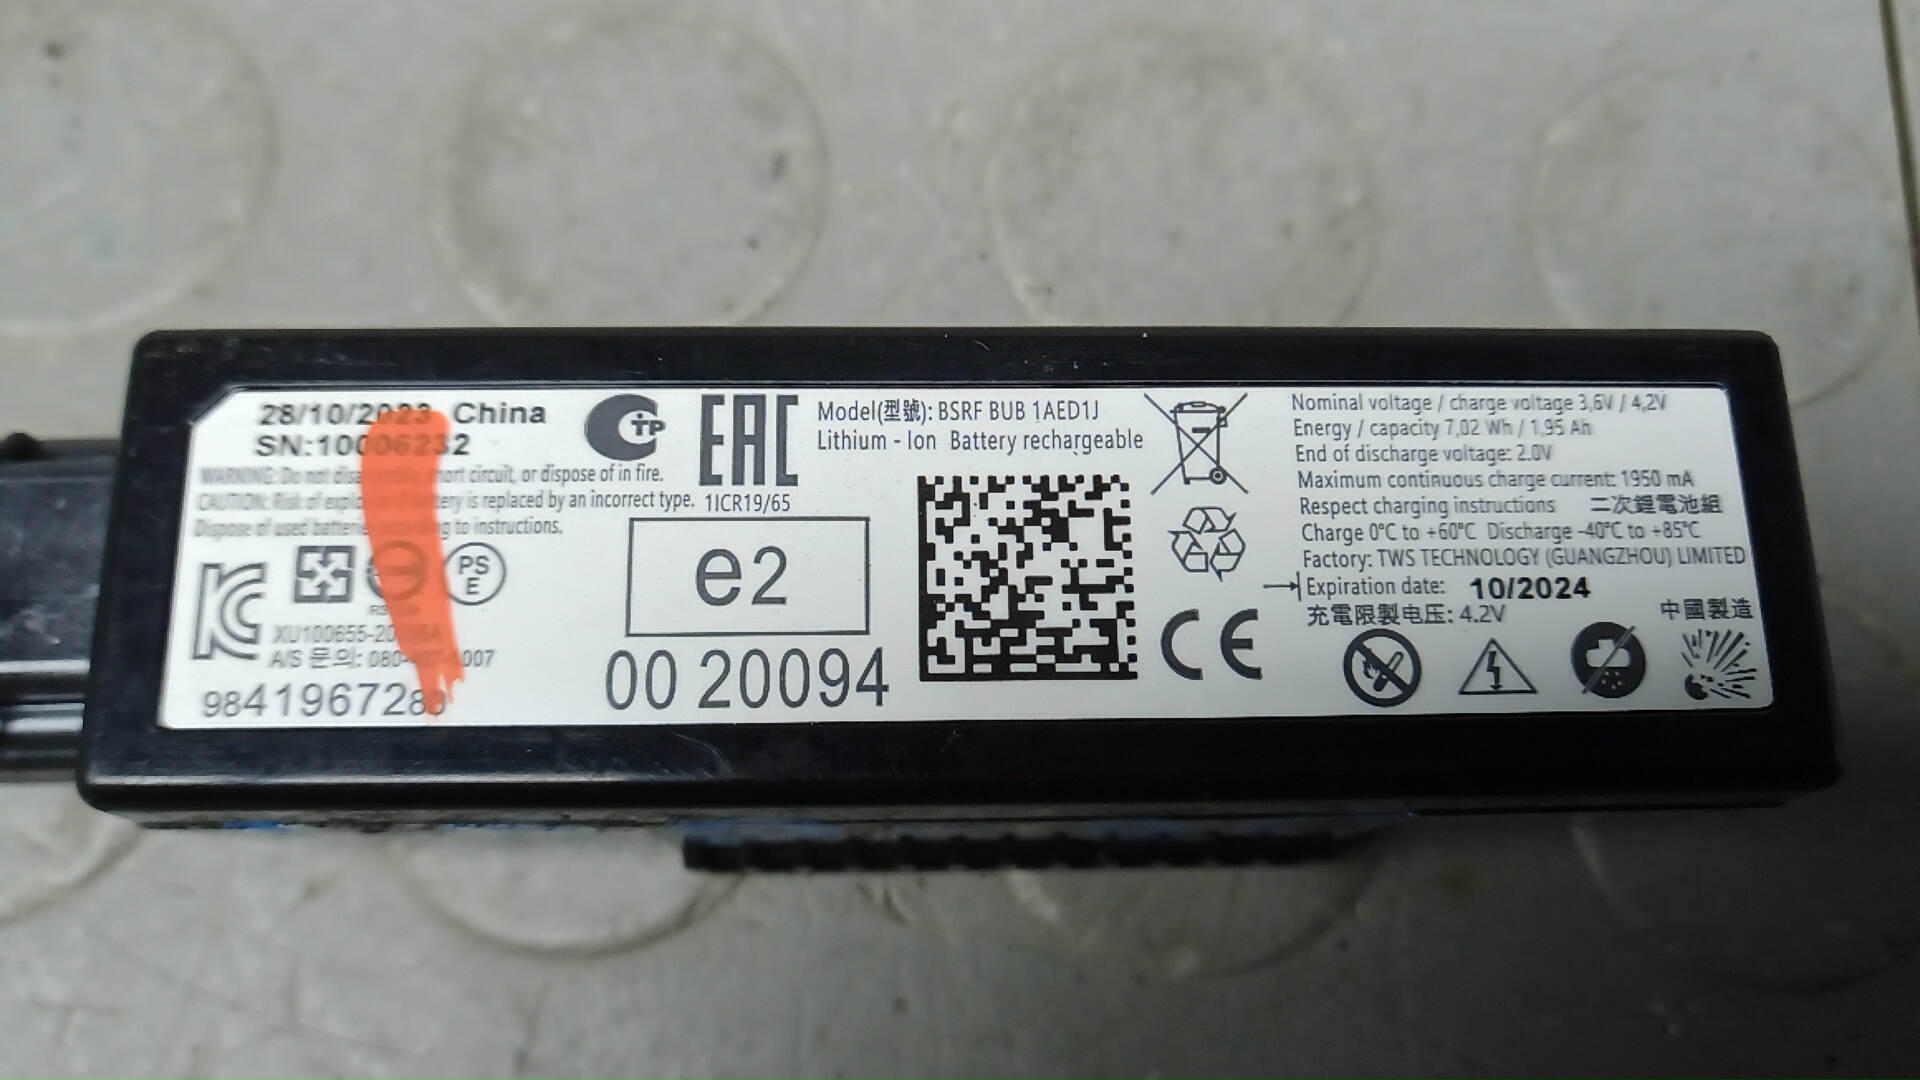 28/10/2023 China
SN:10006232
WARNING: Do not short circuit, or dispose of in fire.
CAUTION: Risk of battery is replaced by an incorrect type.
Dispose of used to instructions.
PS
E
A/S 문의:
TP
EAC
1ICR19/65
e2
00 20094
Model(型號): BSRF BUB 1AED1J
Lithium - Ion Battery rechargeable
CE
Nominal voltage / charge voltage 3,6V / 4,2V
Energy / capacity 7,02 Wh / 1,95 Ah
End of discharge voltage: 2.0V
Maximum continuous charge current: 1950 mA
Respect charging instructions 二次鋰電池組
Charge 0°C to +60°C Discharge -40°C to +85°C
Factory: TWS TECHNOLOGY (GUANGZHOU) LIMITED
Expiration date: 10/2024
充電限製电压: 4.2V
中國製造